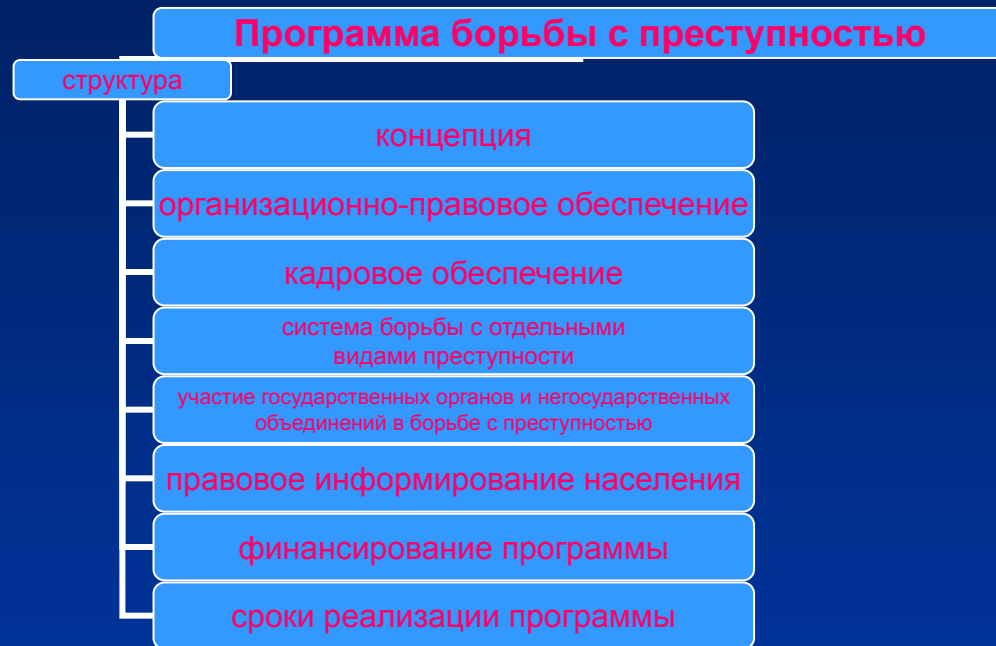 Программа борьбы с преступностью
структура
концепция
организационно-правовое обеспечение
кадровое обеспечение
система борьбы с отдельными
видами преступности
участие государственных органов и негосударственных
объединений в борьбе с преступностью
правовое информирование населения
финансирование программы
сроки реализации программы